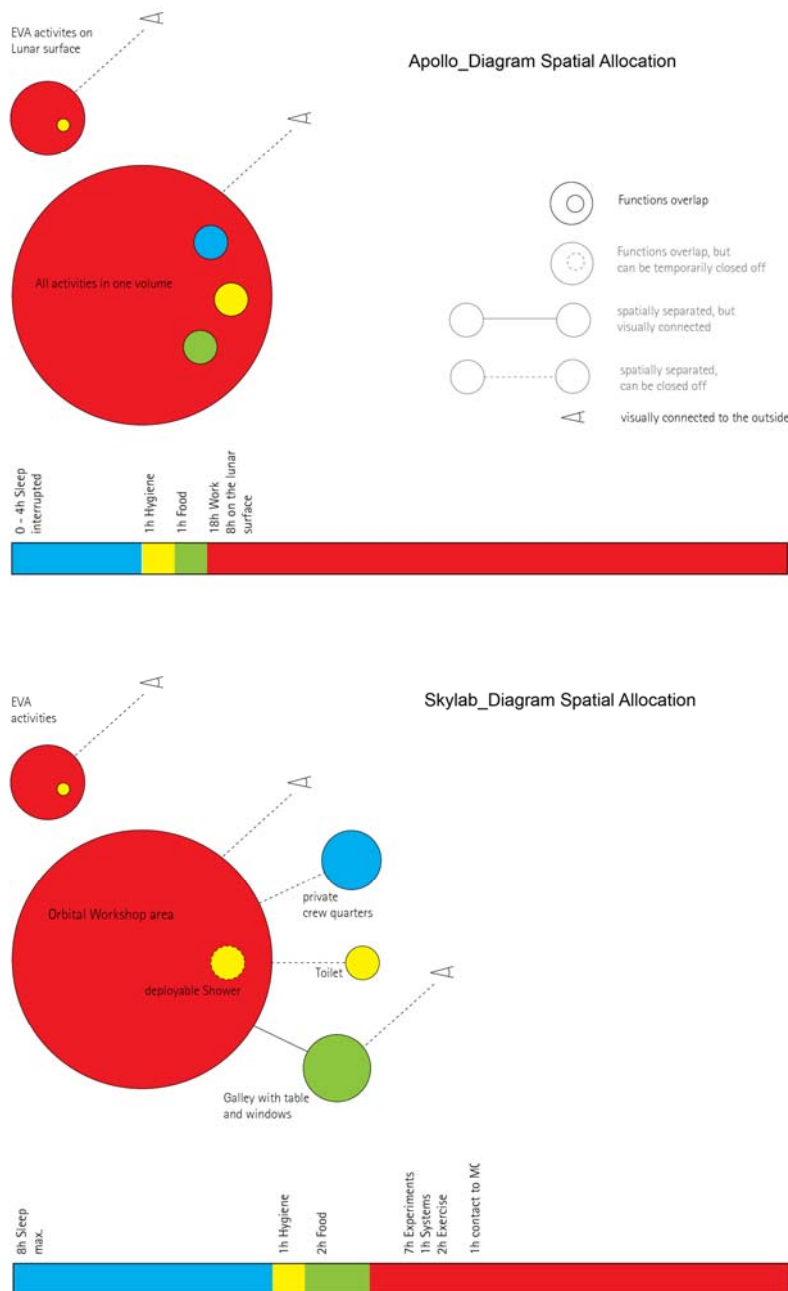 EVA activites on
Lunar surface
Apollo_Diagram Spatial Allocation
Functions overlap
Functions overlap, but
can be temporarily closed off
All activities in one volume
spatially separated, but
visually connected
spatially separated,
can be closed off
visually connected to the outside
0 - 4h Sleep
interrupted
1h Hygiene
1h Food
18h Work
8h on the lunar
surface
EVA
activities
Skylab_Diagram Spatial Allocation
private
crew quarters
Orbital Workshop area
Toilet
deployable Shower
Galley with table
and windows
8h Sleep
max.
1h Hygiene
2h Food
7h Experiments
1h Systems
2h Exercise
1h contact to MC